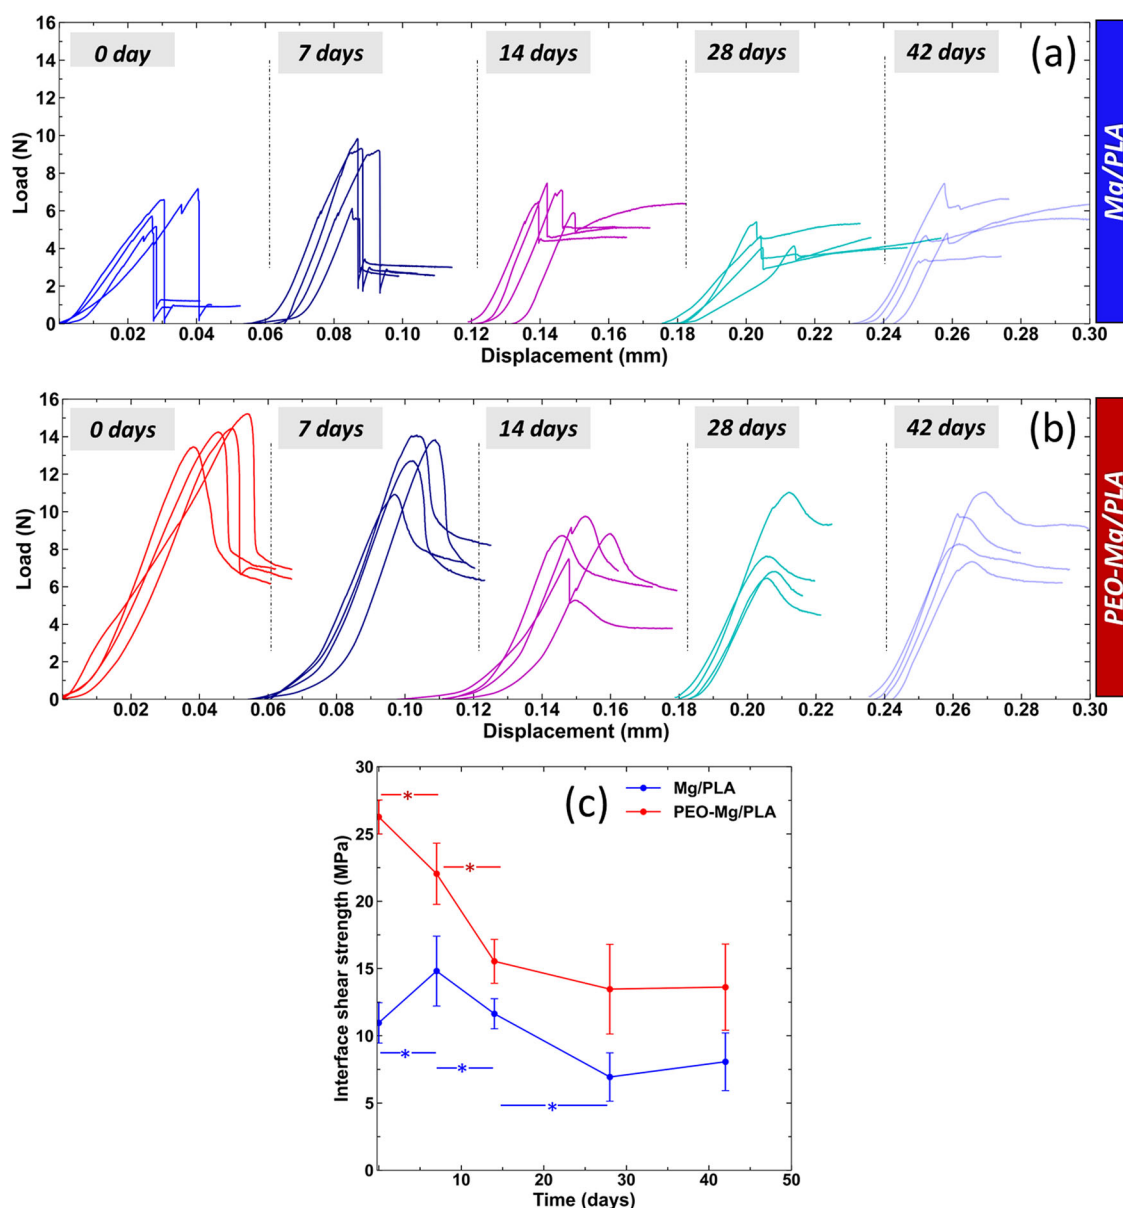 16
14
12
10
8
6
4
2
0
Load (N)
0 day
7 days
14 days
28 days
42 days
(a)
Mg/PLA
0.02 0.04 0.06 0.08 0.10 0.12 0.14 0.16 0.18 0.20 0.22 0.24 0.26 0.28 0.30
Displacement (mm)
16
14
12
10
8
6
4
2
0
Load (N)
0 days
7 days
14 days
28 days
42 days
(b)
PEO-Mg/PLA
0.02 0.04 0.06 0.08 0.10 0.12 0.14 0.16 0.18 0.20 0.22 0.24 0.26 0.28 0.30
Displacement (mm)
30
25
20
15
10
5
0
Interface shear strength (MPa)
(c)
Mg/PLA
PEO-Mg/PLA
*
*
*
*
*
0 10 20 30 40 50
Time (days)